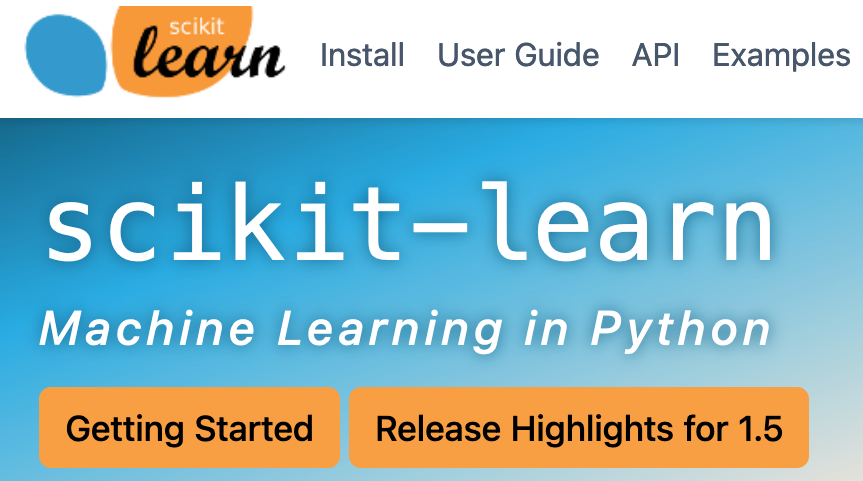 scikit
learn
Install User Guide API Examples
scikit-learn
Machine Learning in Python
Getting Started Release Highlights for 1.5